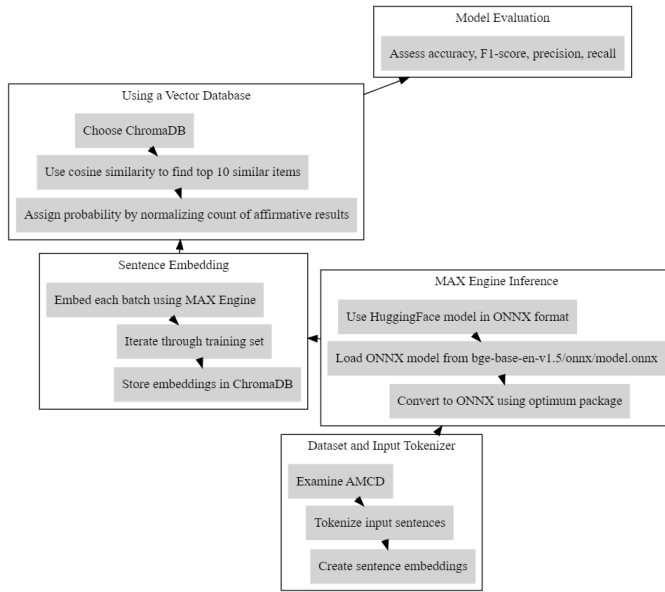 Model Evaluation
Assess accuracy, F1-score, precision, recall
Using a Vector Database
Choose ChromaDB
Use cosine similarity to find top 10 similar items
Assign probability by normalizing count of affirmative results
Sentence Embedding
Embed each batch using MAX Engine
Iterate through training set
Store embeddings in ChromaDB
MAX Engine Inference
Use HuggingFace model in ONNX format
Load ONNX model from bge-base-en-v1.5/onnx/model.onnx
Convert to ONNX using optimum package
Dataset and Input Tokenizer
Examine AMCD
Tokenize input sentences
Create sentence embeddings